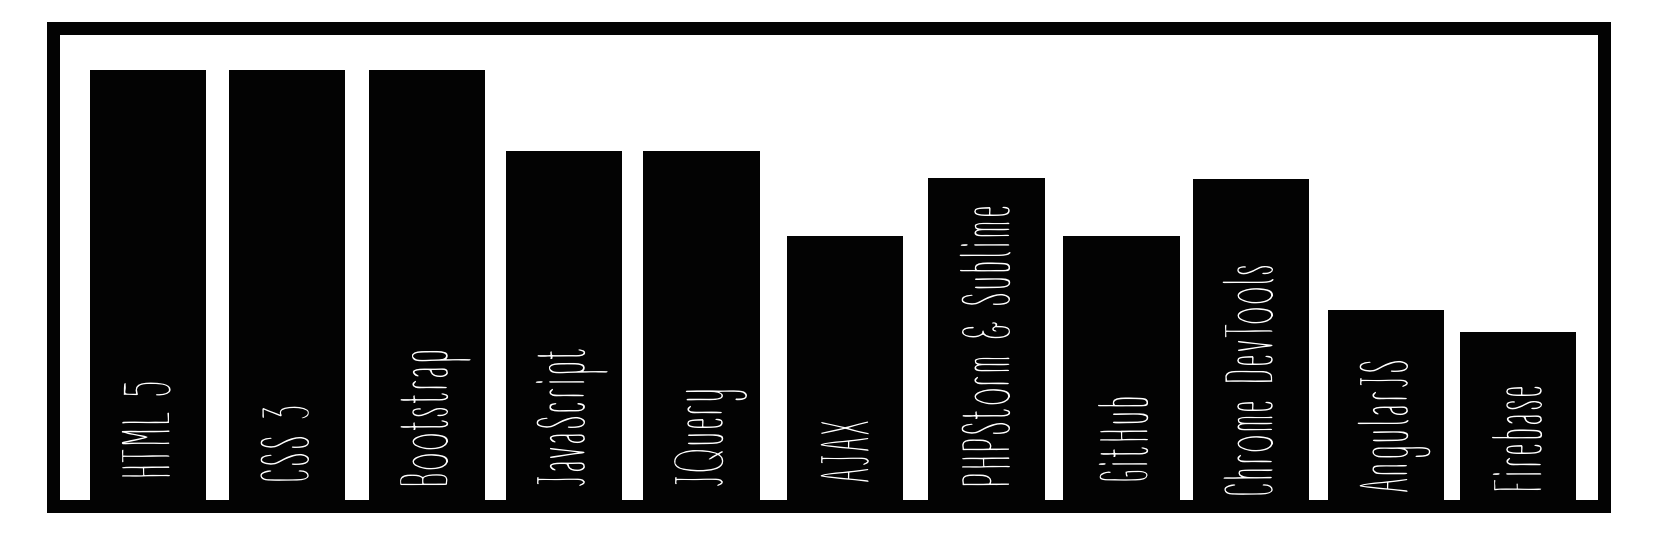 HTML 5
CSS 3
Bootstrap
JavaScript
JQuery
AJAX
PHPStorm & Sublime
GitHub
Chrome DevTools
AngularJS
Firebase